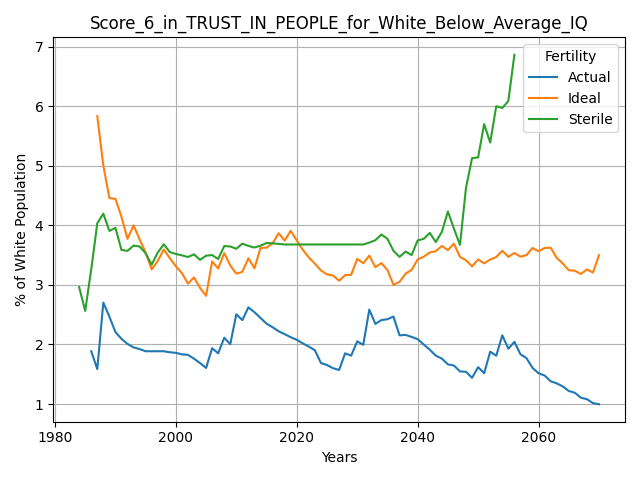 Score_6_in_TRUST_IN_PEOPLE_for_White_Below_Average_IQ
% of White Population
7
6
5
4
3
2
1
Fertility
Actual
Ideal
Sterile
1980
2000
2020
2040
2060
Years